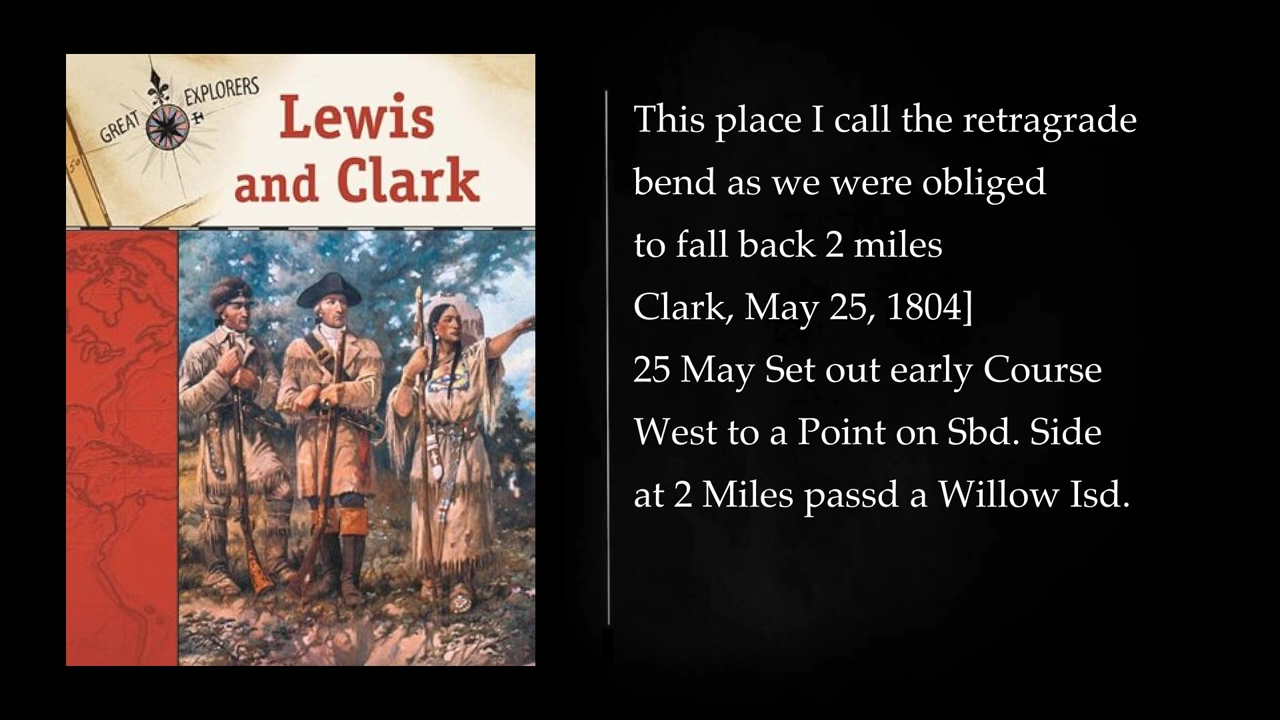 GREAT EXPLORERS
Lewis
and Clark
This place I call the retragrade
bend as we were obliged
to fall back 2 miles
Clark, May 25, 1804]
25 May Set out early Course
West to a Point on Sbd. Side
at 2 Miles passd a Willow Isd.